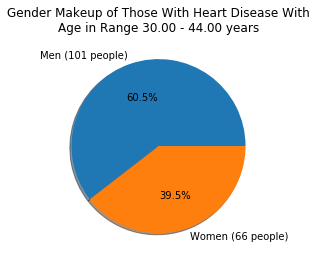 Gender Makeup of Those With Heart Disease With
Age in Range 30.00 - 44.00 years
Men (101 people)
60.5%
39.5%
Women (66 people)